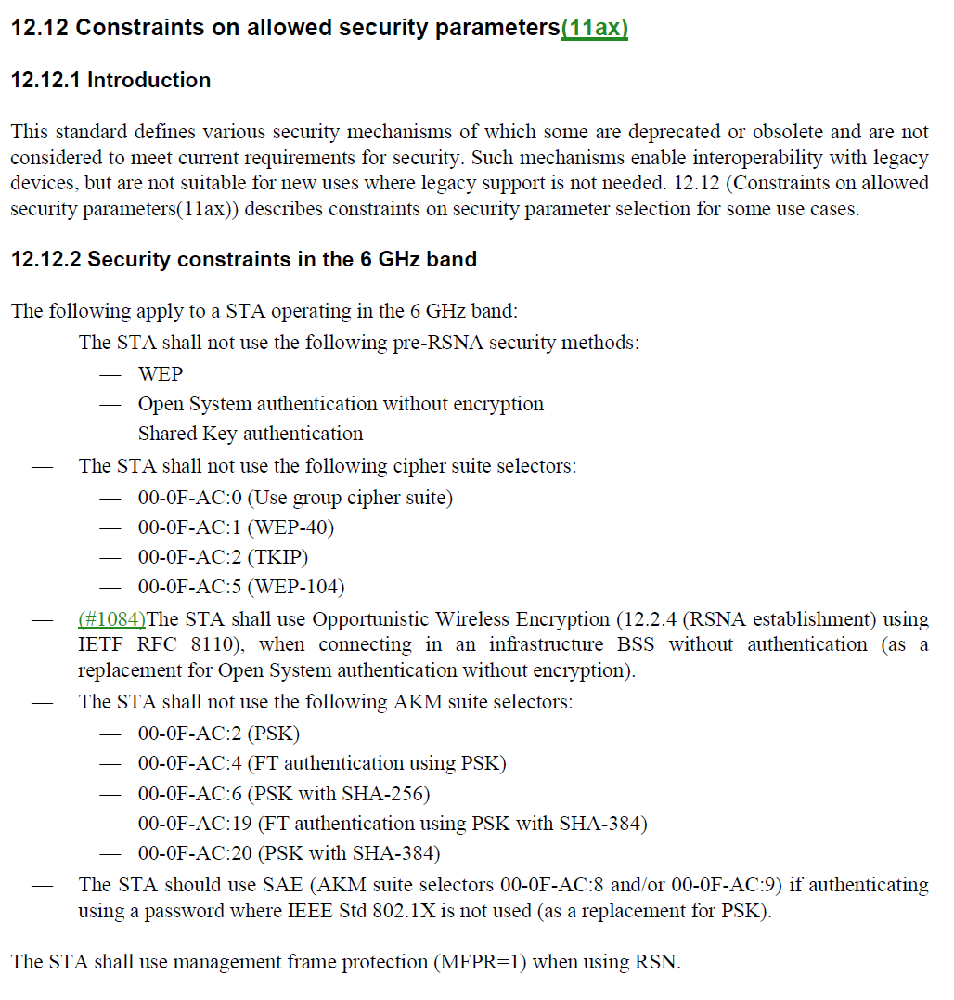 12.12 Constraints on allowed security parameters(11ax)
12.12.1 Introduction
This standard defines various security mechanisms of which some are deprecated or obsolete and are not
considered to meet current requirements for security. Such mechanisms enable interoperability with legacy
devices, but are not suitable for new uses where legacy support is not needed. 12.12 (Constraints on allowed
security parameters(11ax)) describes constraints on security parameter selection for some use cases.
12.12.2 Security constraints in the 6 GHz band
The following apply to a STA operating in the 6 GHz band:
— The STA shall not use the following pre-RSNA security methods:
— WEP
— Open System authentication without encryption
— Shared Key authentication
— The STA shall not use the following cipher suite selectors:
— 00-0F-AC:0 (Use group cipher suite)
— 00-0F-AC:1 (WEP-40)
— 00-0F-AC:2 (TKIP)
— 00-0F-AC:5 (WEP-104)
— (#1084)The STA shall use Opportunistic Wireless Encryption (12.2.4 (RSNA establishment) using
IETF RFC 8110), when connecting in an infrastructure BSS without authentication (as a
replacement for Open System authentication without encryption).
— The STA shall not use the following AKM suite selectors:
— 00-0F-AC:2 (PSK)
— 00-0F-AC:4 (FT authentication using PSK)
— 00-0F-AC:6 (PSK with SHA-256)
— 00-0F-AC:19 (FT authentication using PSK with SHA-384)
— 00-0F-AC:20 (PSK with SHA-384)
— The STA should use SAE (AKM suite selectors 00-0F-AC:8 and/or 00-0F-AC:9) if authenticating
using a password where IEEE Std 802.1X is not used (as a replacement for PSK).
The STA shall use management frame protection (MFPR=1) when using RSN.